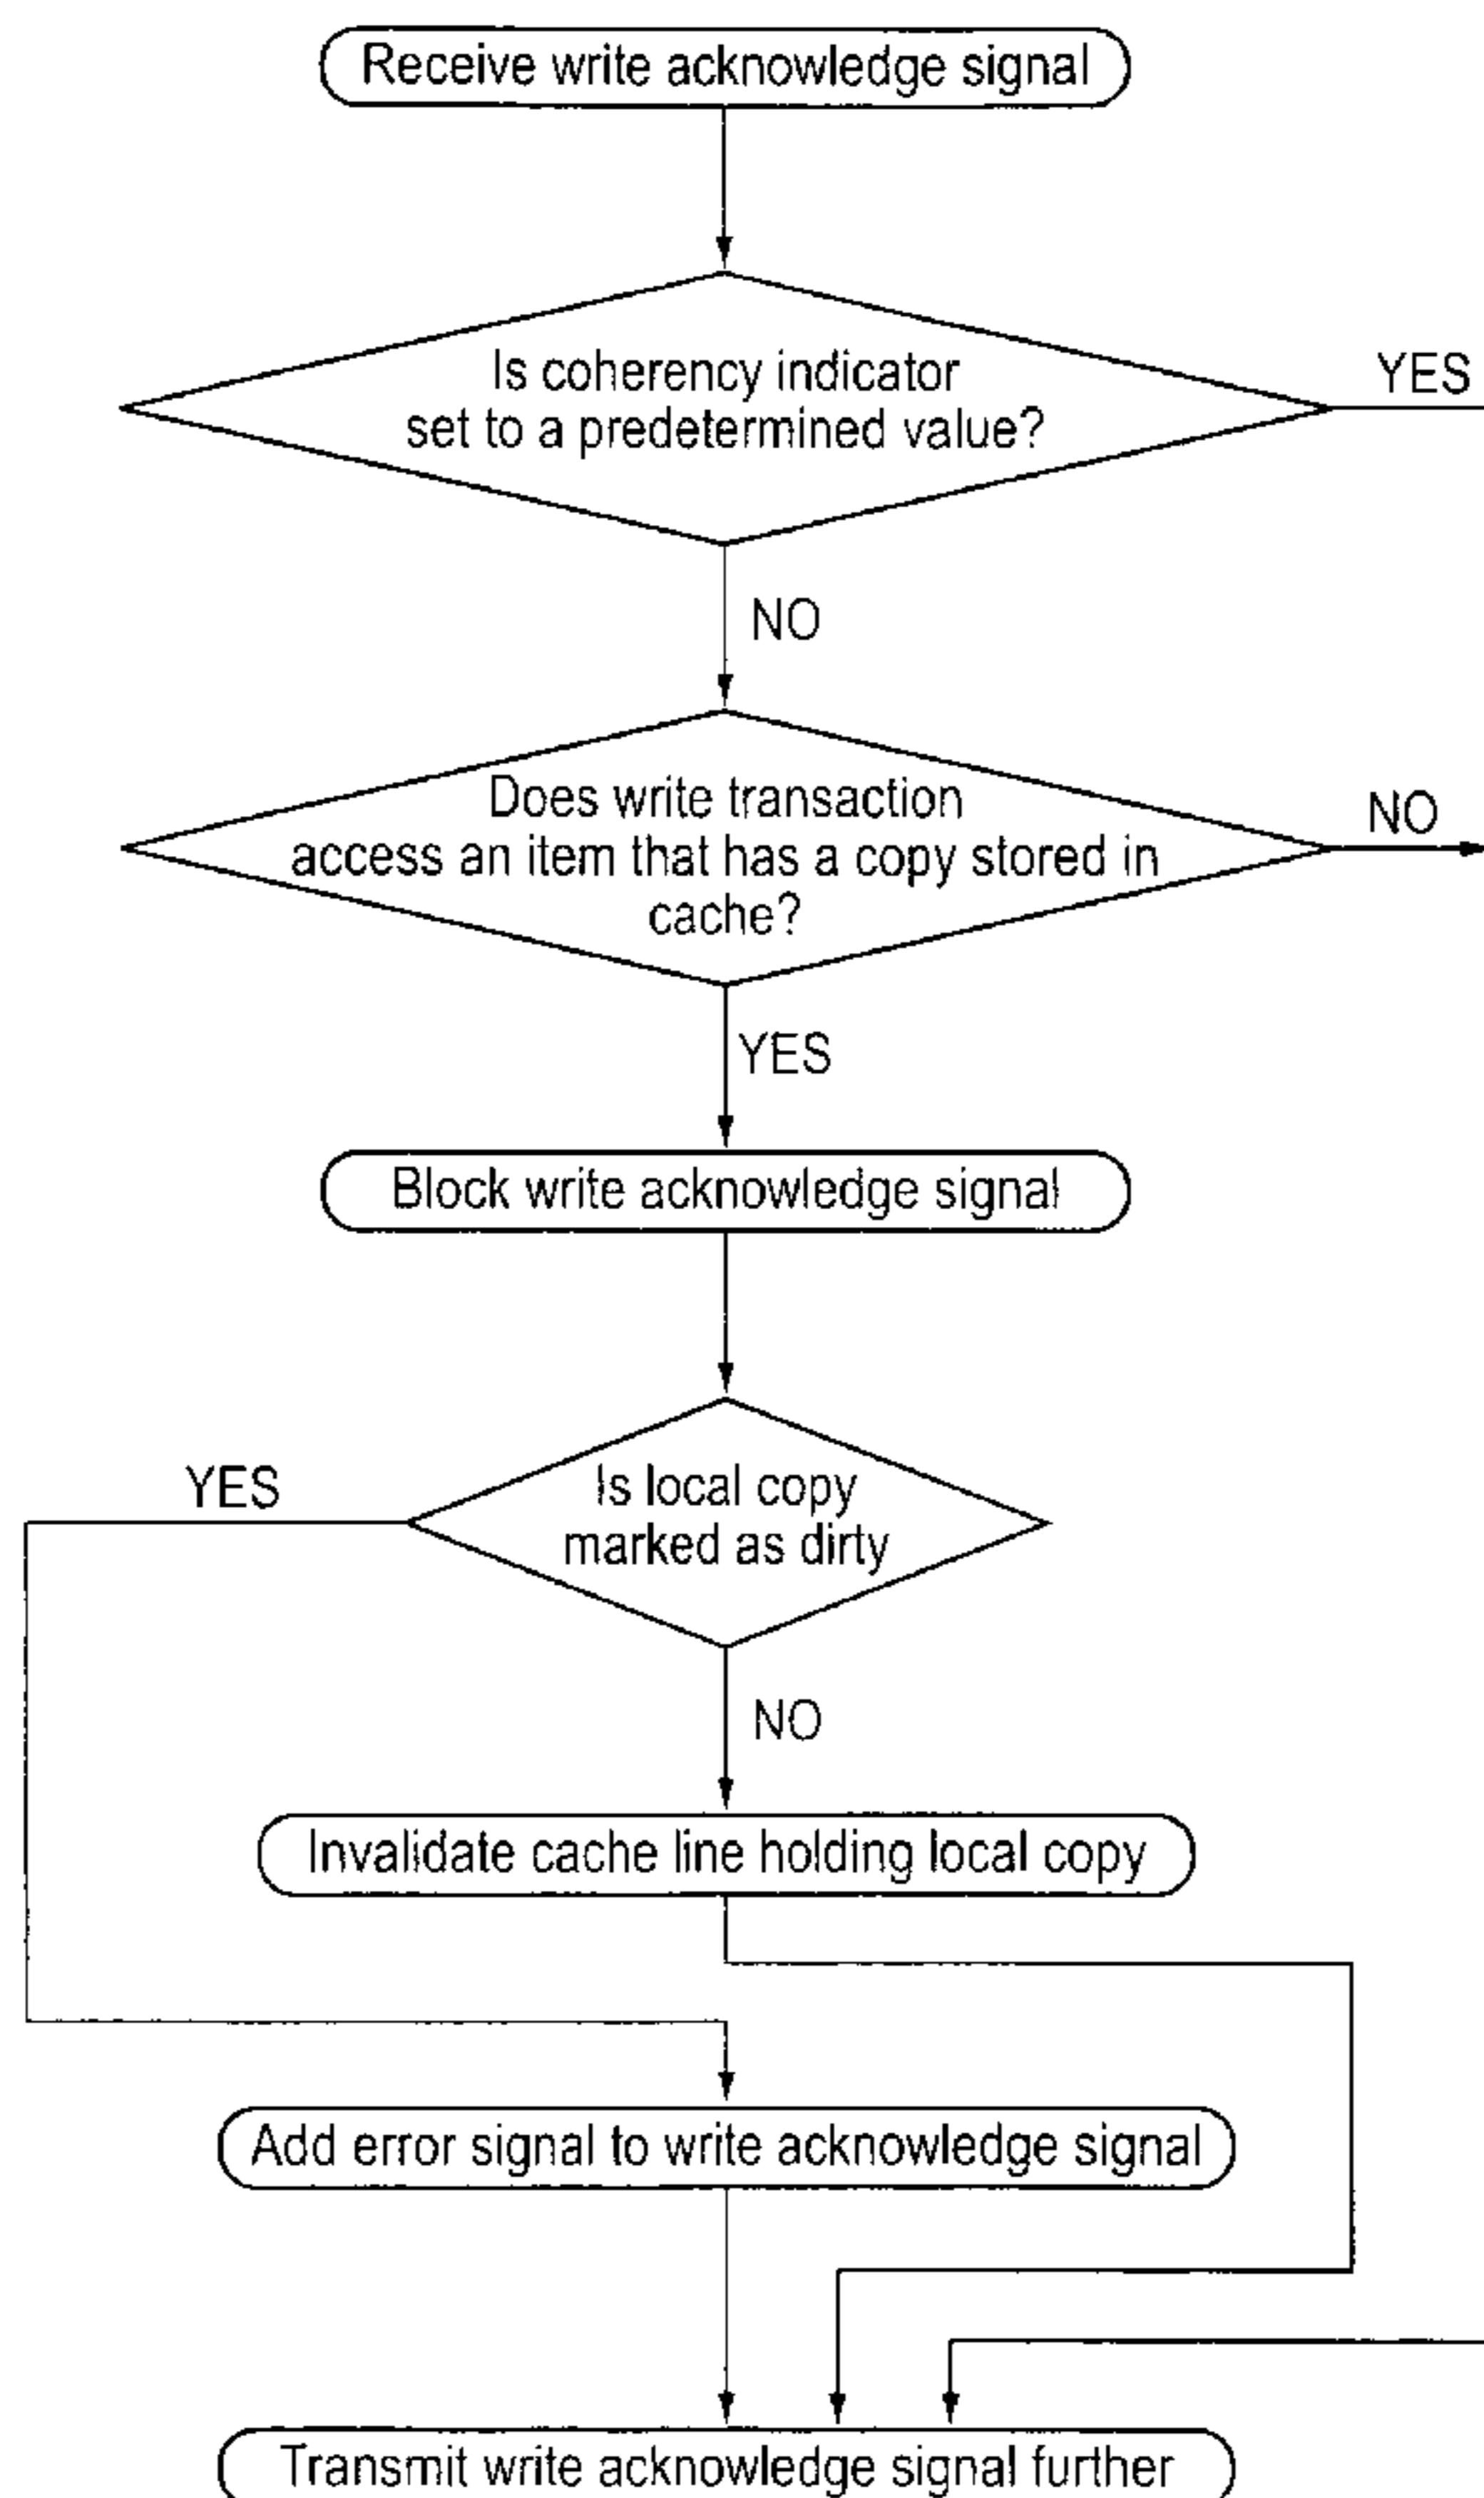 Receive write acknowledge signal
Is coherency indicator
set to a predetermined value?
YES
NO
Does write transaction
access an item that has a copy stored in
cache?
NO
YES
Block write acknowledge signal
Is local copy
marked as dirty
YES
NO
Invalidate cache line holding local copy
Add error signal to write acknowledge signal
Transmit write acknowledge signal further